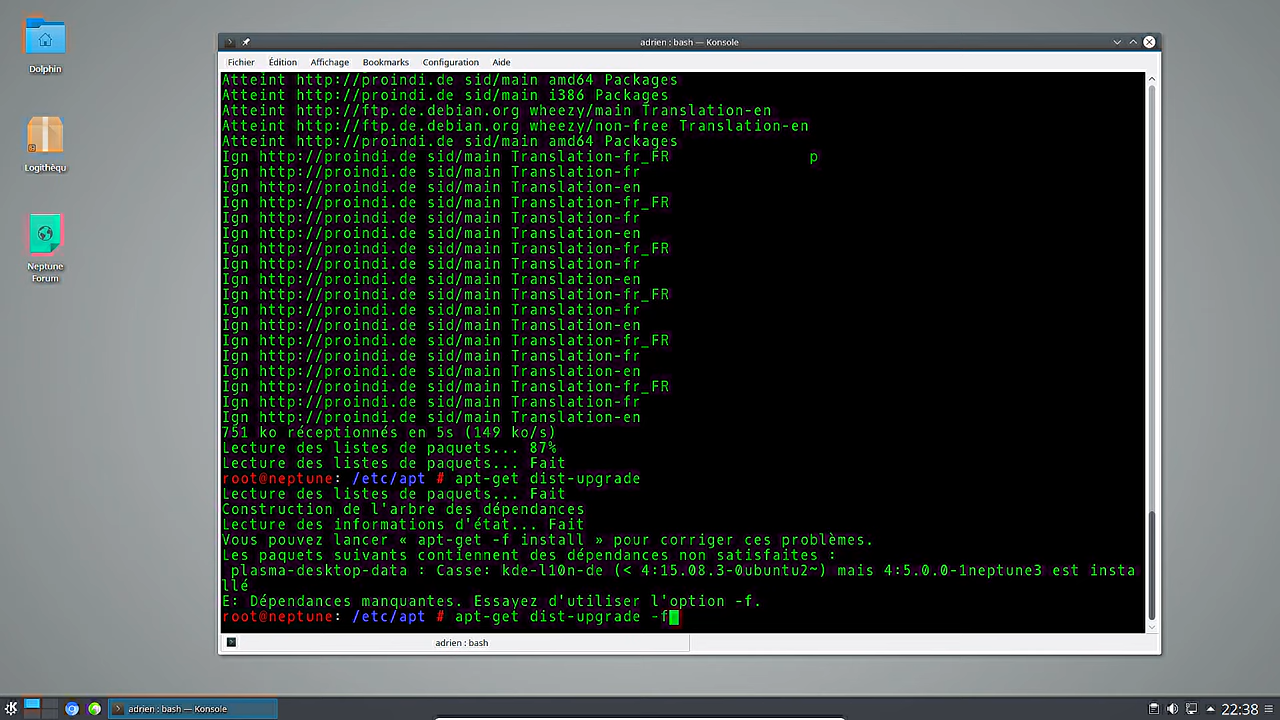 adrien : bash — Konsole
Fichier Édition Affichage Bookmarks Configuration Aide
Dolphin
Logithèqu
Neptune
Forum
Atteint http://proindi.de sid/main amd64 Packages
Atteint http://proindi.de sid/main i386 Packages
Atteint http://ftp.de.debian.org wheezy/main Translation-en
Atteint http://ftp.de.debian.org wheezy/non-free Translation-en
Atteint http://proindi.de sid/main amd64 Packages
Ign http://proindi.de sid/main Translation-fr_FR p
Ign http://proindi.de sid/main Translation-fr
Ign http://proindi.de sid/main Translation-en
Ign http://proindi.de sid/main Translation-fr_FR
Ign http://proindi.de sid/main Translation-fr
Ign http://proindi.de sid/main Translation-en
Ign http://proindi.de sid/main Translation-fr_FR
Ign http://proindi.de sid/main Translation-fr
Ign http://proindi.de sid/main Translation-en
Ign http://proindi.de sid/main Translation-fr_FR
Ign http://proindi.de sid/main Translation-fr
Ign http://proindi.de sid/main Translation-en
Ign http://proindi.de sid/main Translation-fr_FR
Ign http://proindi.de sid/main Translation-fr
Ign http://proindi.de sid/main Translation-en
Ign http://proindi.de sid/main Translation-fr_FR
Ign http://proindi.de sid/main Translation-fr
Ign http://proindi.de sid/main Translation-en
751 ko réceptionnés en 5s (149 ko/s)
Lecture des listes de paquets... 87%
Lecture des listes de paquets... Fait
root@neptune: /etc/apt # apt-get dist-upgrade
Lecture des listes de paquets... Fait
Construction de l'arbre des dépendances
Lecture des informations d'état... Fait
Vous pouvez lancer « apt-get -f install » pour corriger ces problèmes.
Les paquets suivants contiennent des dépendances non satisfaites :
plasma-desktop-data : Casse: kde-l10n-de (< 4:15.08.3-0ubuntu2~) mais 4:5.0.0-1neptune3 est insta
llé
E: Dépendances manquantes. Essayez d'utiliser l'option -f.
root@neptune: /etc/apt # apt-get dist-upgrade -f
adrien : bash
adrien : bash — Konsole
22:38